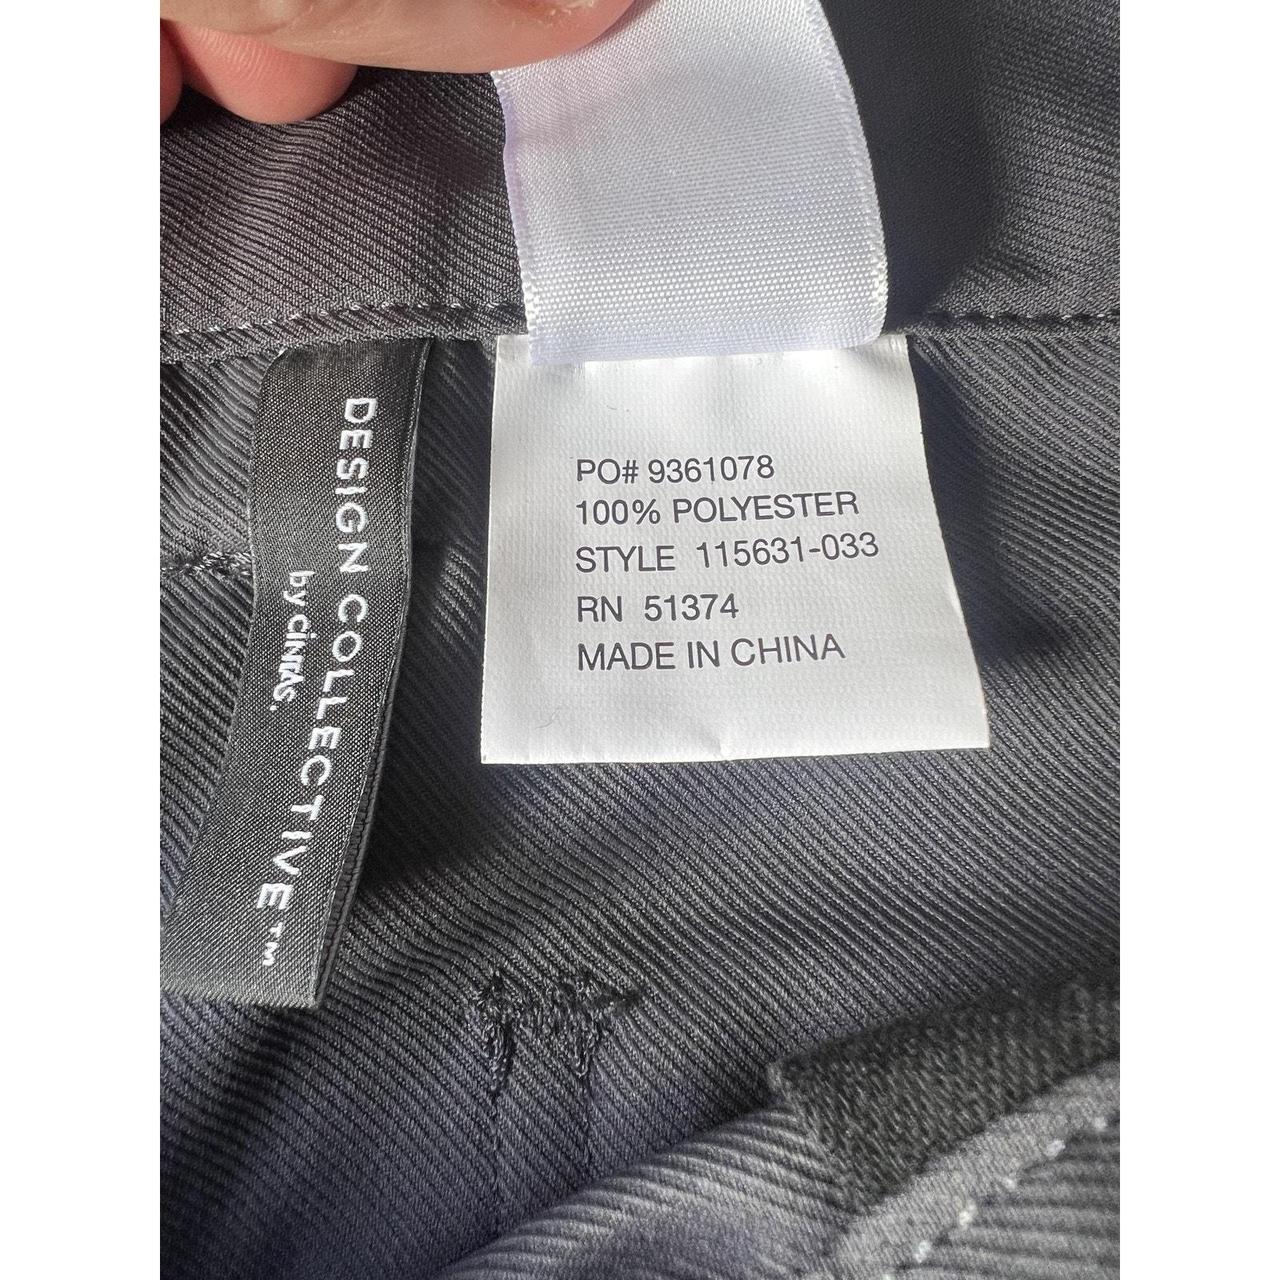 DESIGN COLLECTIVE™
by CINTAS.
PO# 9361078
100% POLYESTER
STYLE 115631-033
RN 51374
MADE IN CHINA